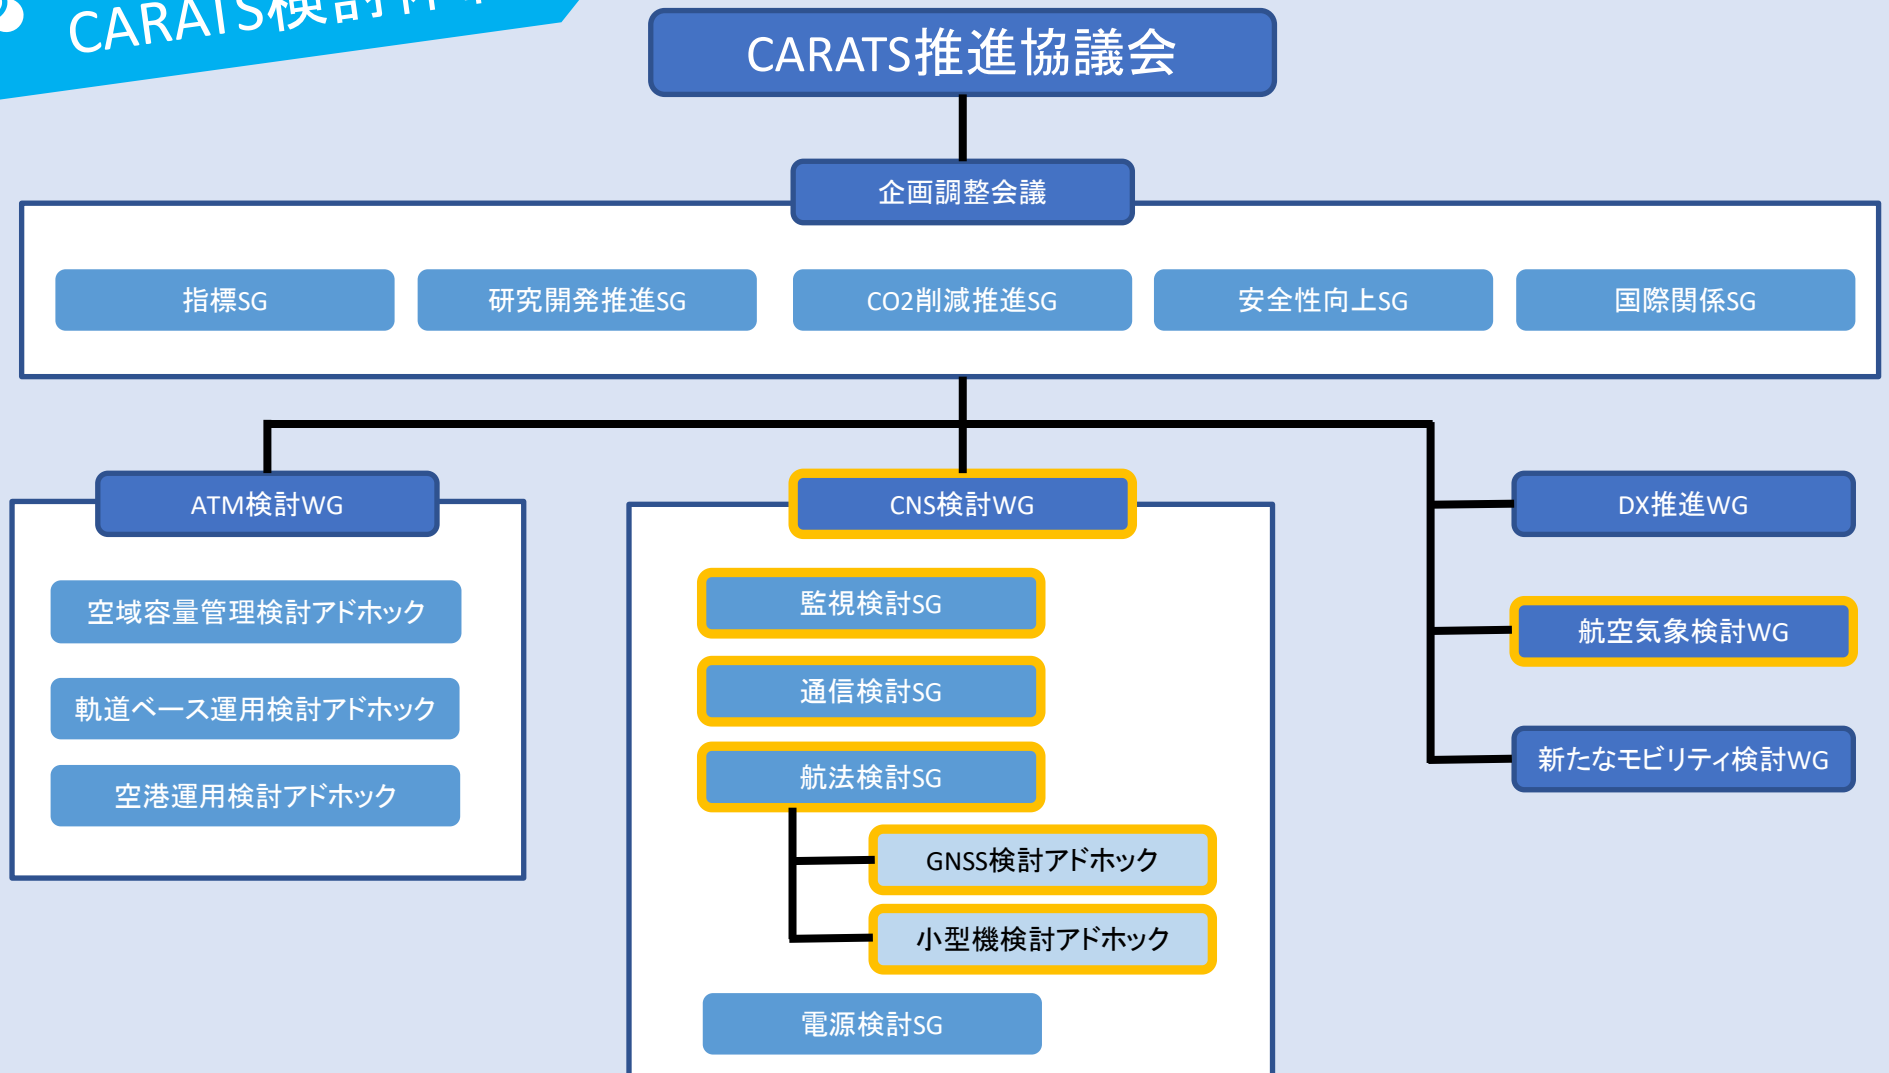 CARATS検討体
CARATS推進協議会
企画調整会議
指標SG
研究開発推進SG
CO2削減推進SG
安全性向上SG
国際関係SG
ATM検討WG
CNS検討WG
DX推進WG
空域容量管理検討アドホック
軌道ベース運用検討アドホック
空港運用検討アドホック
監視検討SG
通信検討SG
航法検討SG
GNSS検討アドホック
小型機検討アドホック
電源検討SG
航空気象検討WG
新たなモビリティ検討WG